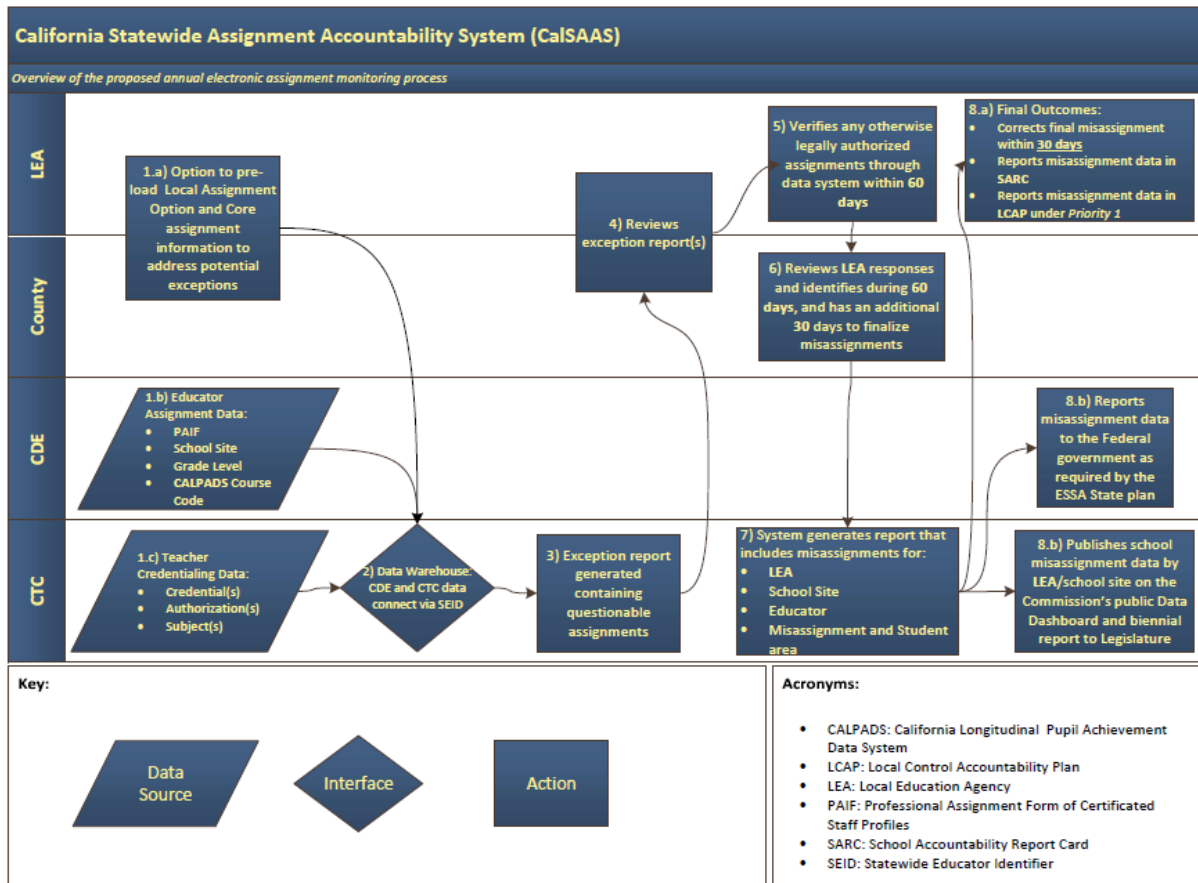 California Statewide Assignment Accountability System (CalSAAS)
Overview of the proposed annual electronic assignment monitoring process
LEA
County
CDE
CTC
1.a) Option to pre-
load Local Assignment
Option and Core
assignment
information to
address potential
exceptions
1.b) Educator
Assignment Data:
• PAIF
• School Site
• Grade Level
• CALPADS Course
Code
1.c) Teacher
Credentialing Data:
• Credential(s)
• Authorization(s)
• Subject(s)
2) Data Warehouse:
CDE and CTC data
connect via SEID
3) Exception report
generated
containing
questionable
assignments
4) Reviews
exception report(s)
5) Verifies any otherwise
legally authorized
assignments through
data system within 60
days
6) Reviews LEA responses
and identifies during 60
days, and has an additional
30 days to finalize
misassignments
7) System generates report that
includes misassignments for:
• LEA
• School Site
• Educator
• Misassignment and Student
area
8.a) Final Outcomes:
• Corrects final misassignment
within 30 days
• Reports misassignment data in
SARC
• Reports misassignment data in
LCAP under Priority 1
8.b) Reports
misassignment data
to the Federal
government as
required by the
ESSA State plan
8.b) Publishes school
misassignment data by
LEA/school site on the
Commission's public Data
Dashboard and biennial
report to Legislature
Key:
Data
Source
Interface
Action
Acronyms:
• CALPADS: California Longitudinal Pupil Achievement
Data System
• LCAP: Local Control Accountability Plan
• LEA: Local Education Agency
• PAIF: Professional Assignment Form of Certificated
Staff Profiles
• SARC: School Accountability Report Card
• SEID: Statewide Educator Identifier